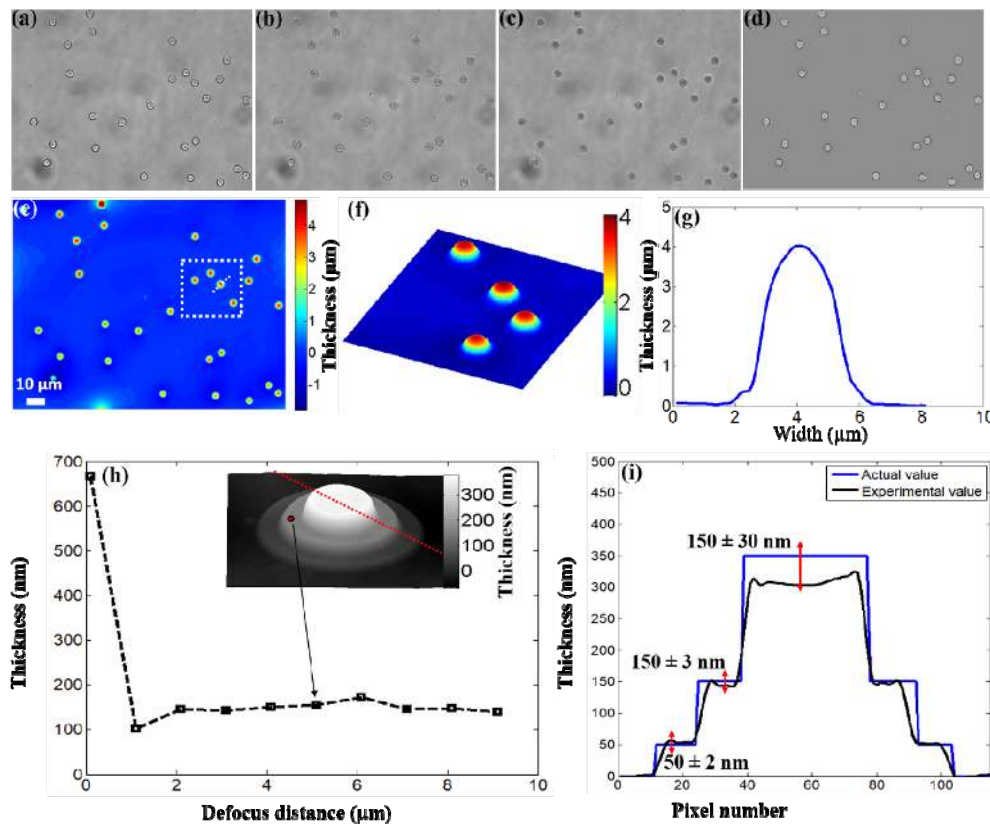 (a)
(b)
(c)
(d)
(e)
10 µm
4
3
2
1
0
-1
Thickness (µm)
(f)
4
2
0
(g)
Thickness (µm)
5
4
3
2
1
0
0 2 4 6 8 10
Width (µm)
(h)
Thickness (nm)
700
600
500
400
300
200
100
0
0 2 4 6 8 10
Defocus distance (µm)
300
200
100
0
Thickness (nm)
(i)
Actual value
Experimental value
Thickness (nm)
500
450
400
350
300
250
200
150
100
50
0
0 20 40 60 80 100
Pixel number
150 ± 30 nm
150 ± 3 nm
50 ± 2 nm